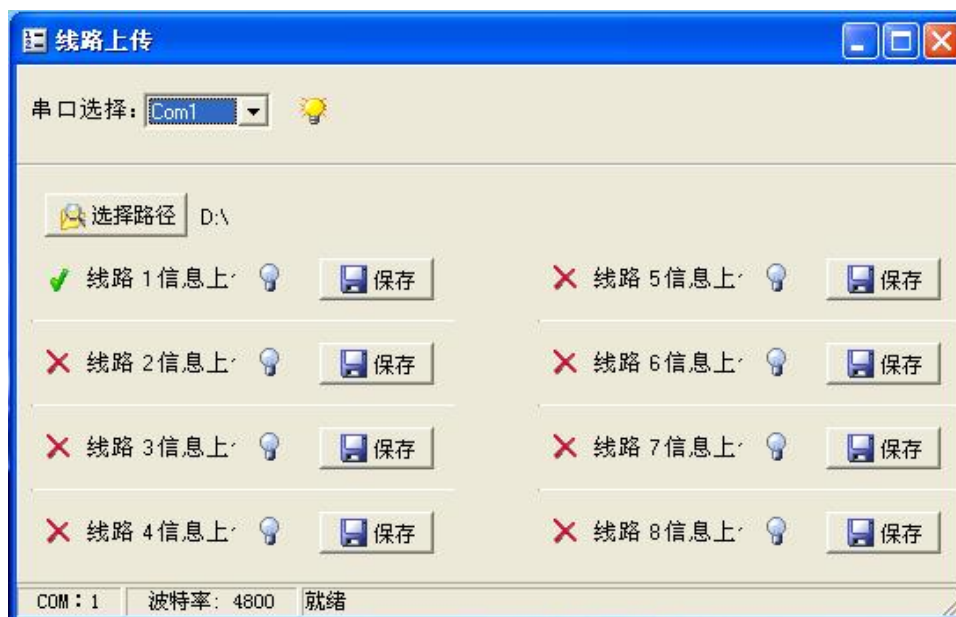 线路上传
串口选择: Com1
选择路径 D:\
线路 1信息上 保存 线路 5信息上 保存
线路 2信息上 保存 线路 6信息上 保存
线路 3信息上 保存 线路 7信息上 保存
线路 4信息上 保存 线路 8信息上 保存
COM:1 波特率: 4800 就绪